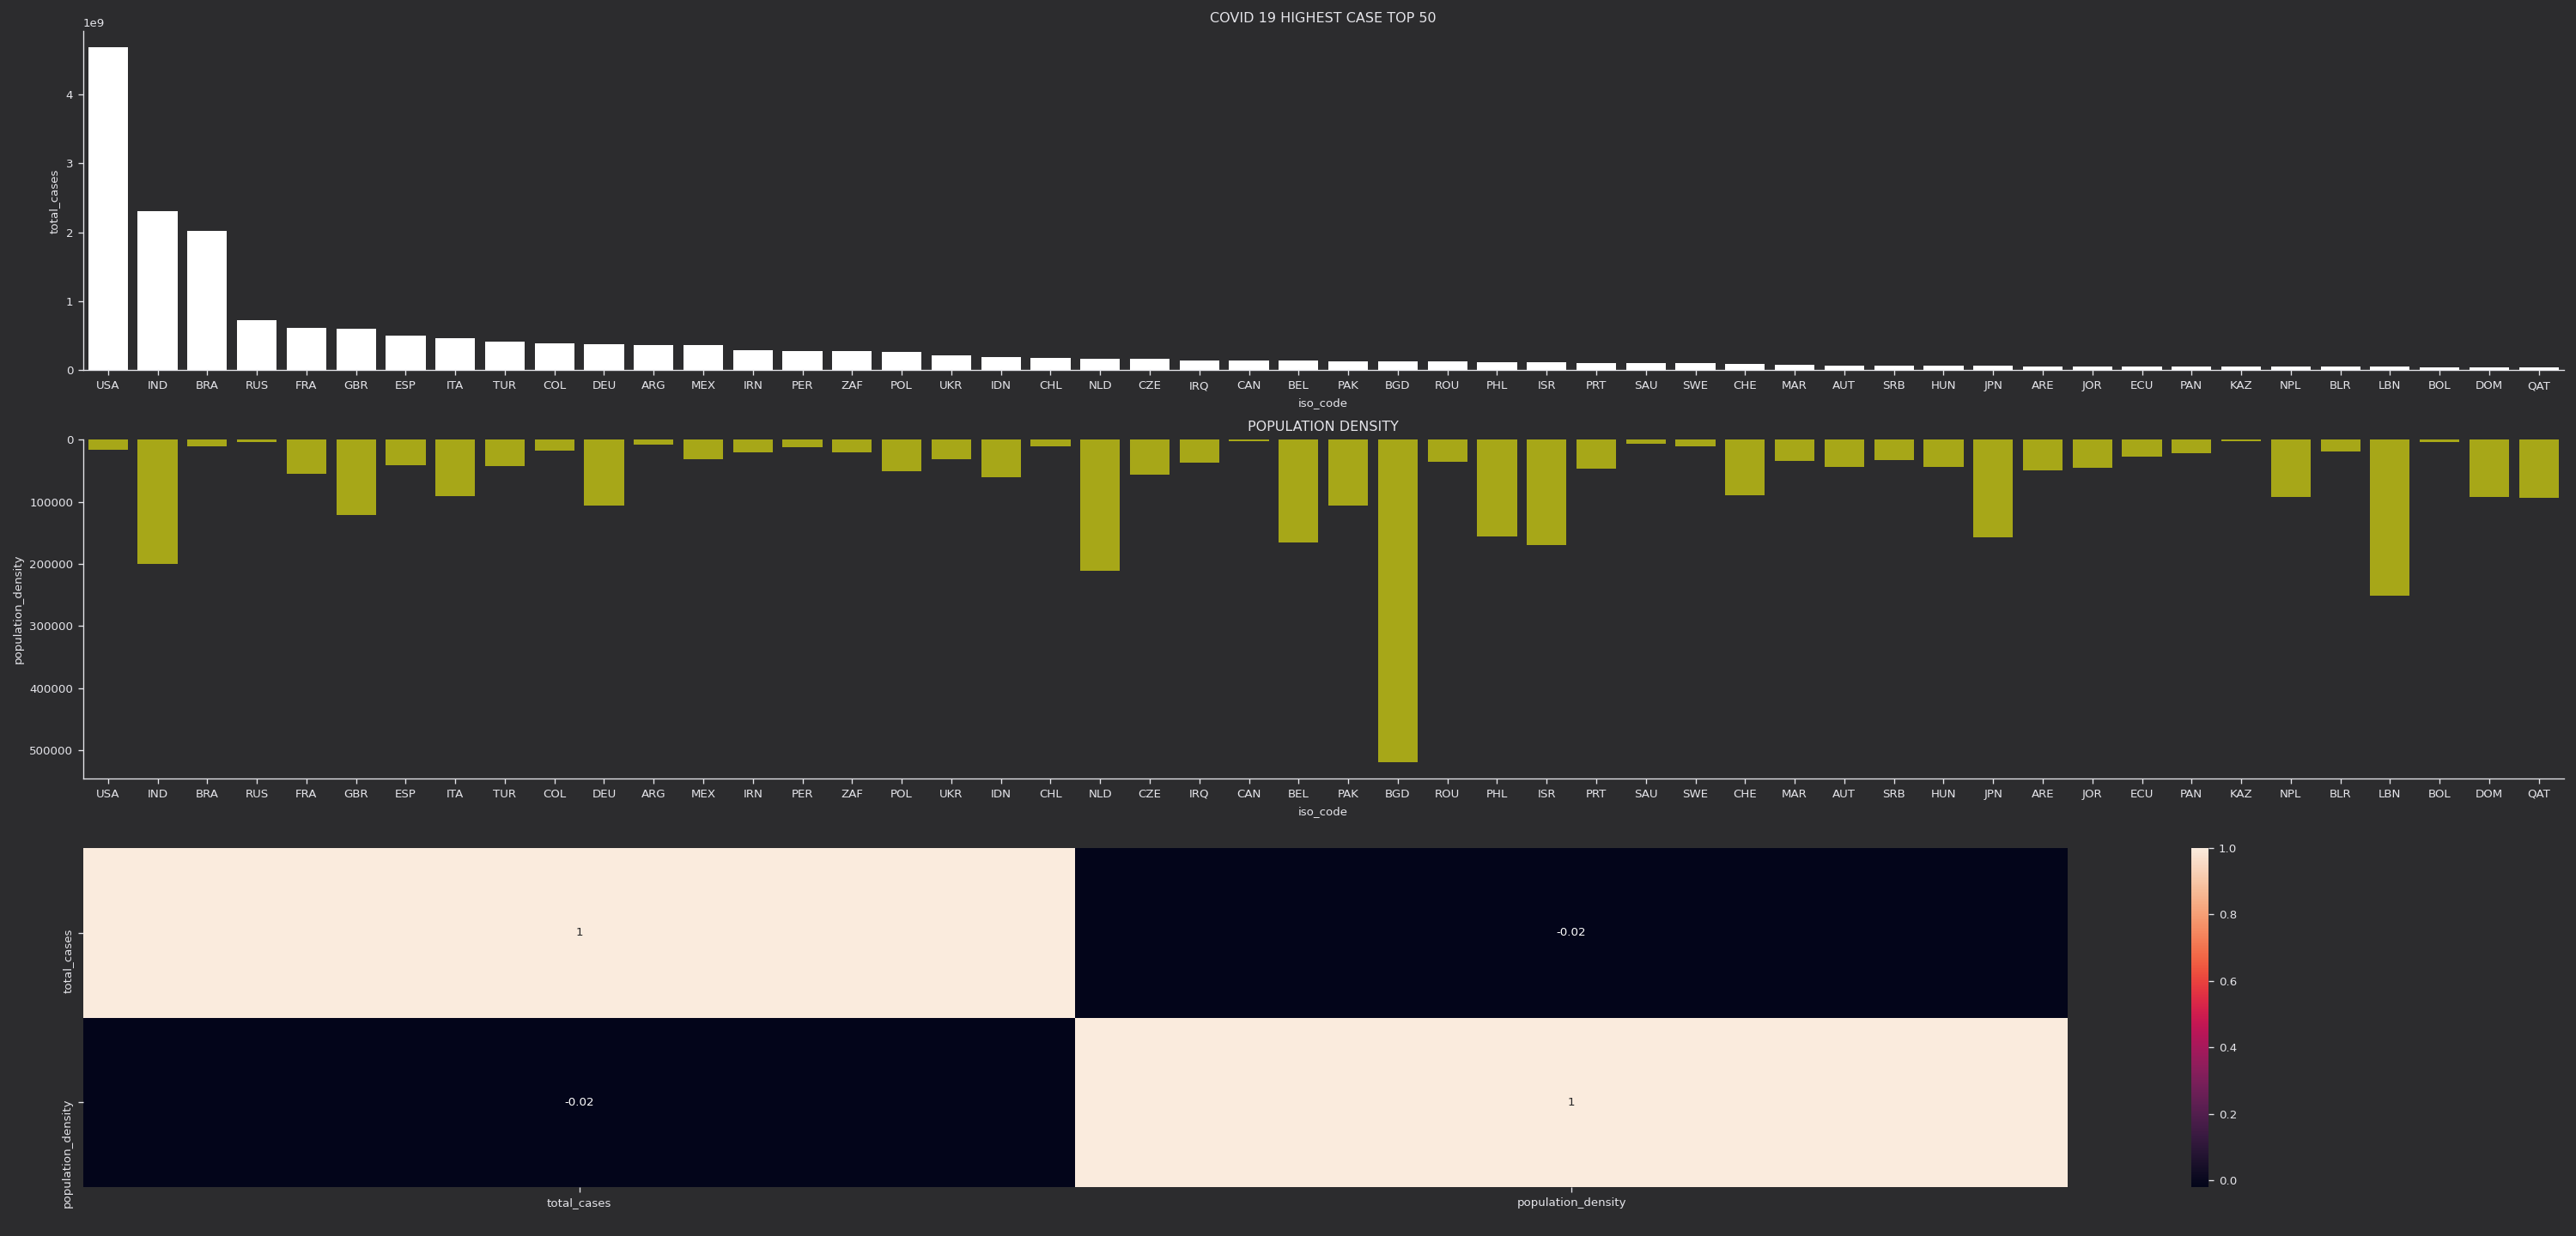 COVID 19 HIGHEST CASE TOP 50
1e9
4
3
2
1
0
total_cases
USA IND BRA RUS FRA GBR ESP ITA TUR COL DEU ARG MEX IRN PER ZAF POL UKR IDN CHL NLD CZE IRQ CAN BEL PAK BGD ROU PHL ISR PRT SAU SWE CHE MAR AUT SRB HUN JPN ARE JOR ECU PAN KAZ NPL BLR LBN BOL DOM QAT
iso_code
POPULATION DENSITY
0
100000
200000
300000
400000
500000
population_density
USA IND BRA RUS FRA GBR ESP ITA TUR COL DEU ARG MEX IRN PER ZAF POL UKR IDN CHL NLD CZE IRQ CAN BEL PAK BGD ROU PHL ISR PRT SAU SWE CHE MAR AUT SRB HUN JPN ARE JOR ECU PAN KAZ NPL BLR LBN BOL DOM QAT
iso_code
total_cases
population_density
1 -0.02
-0.02 1
total_cases population_density
1.0
0.8
0.6
0.4
0.2
0.0